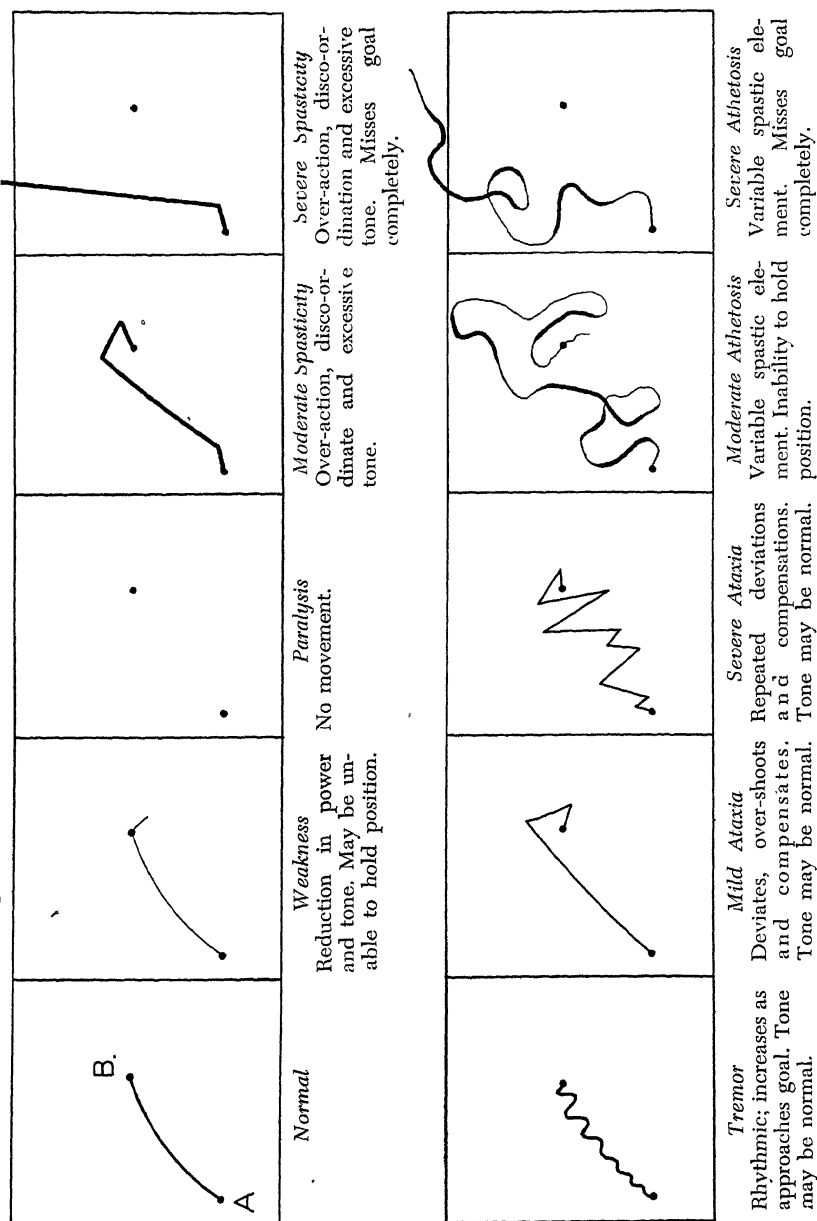 B.
A
Normal
Weakness
Reduction in power
and tone. May be un-
able to hold position.
Paralysis
No movement.
Moderate Spasticity
Over-action, disco-or-
dinate and excessive
tone.
Severe Spasticity
Over-action, disco-or-
dination and excessive
tone. Misses goal
completely.
Tremor
Rhythmic; increases as
approaches goal. Tone
may be normal.
Mild Ataxia
Deviates, over-shoots
and compensates.
Tone may be normal.
Severe Ataxia
Repeated deviations
and compensations.
Tone may be normal.
Moderate Athetosis
Variable spastic ele-
ment. Inability to hold
position.
Severe Athetosis
Variable spastic ele-
ment. Misses goal
completely.